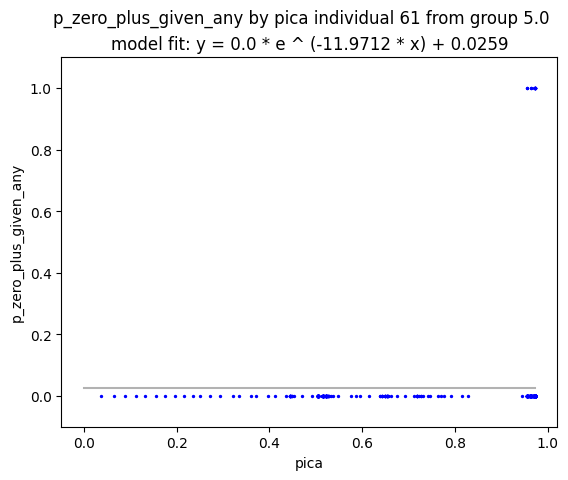 p_zero_plus_given_any by pica individual 61 from group 5.0
model fit: y = 0.0 * e ^ (-11.9712 * x) + 0.0259
1.0
0.8
0.6
0.4
0.2
0.0
p_zero_plus_given_any
0.0 0.2 0.4 0.6 0.8 1.0
pica